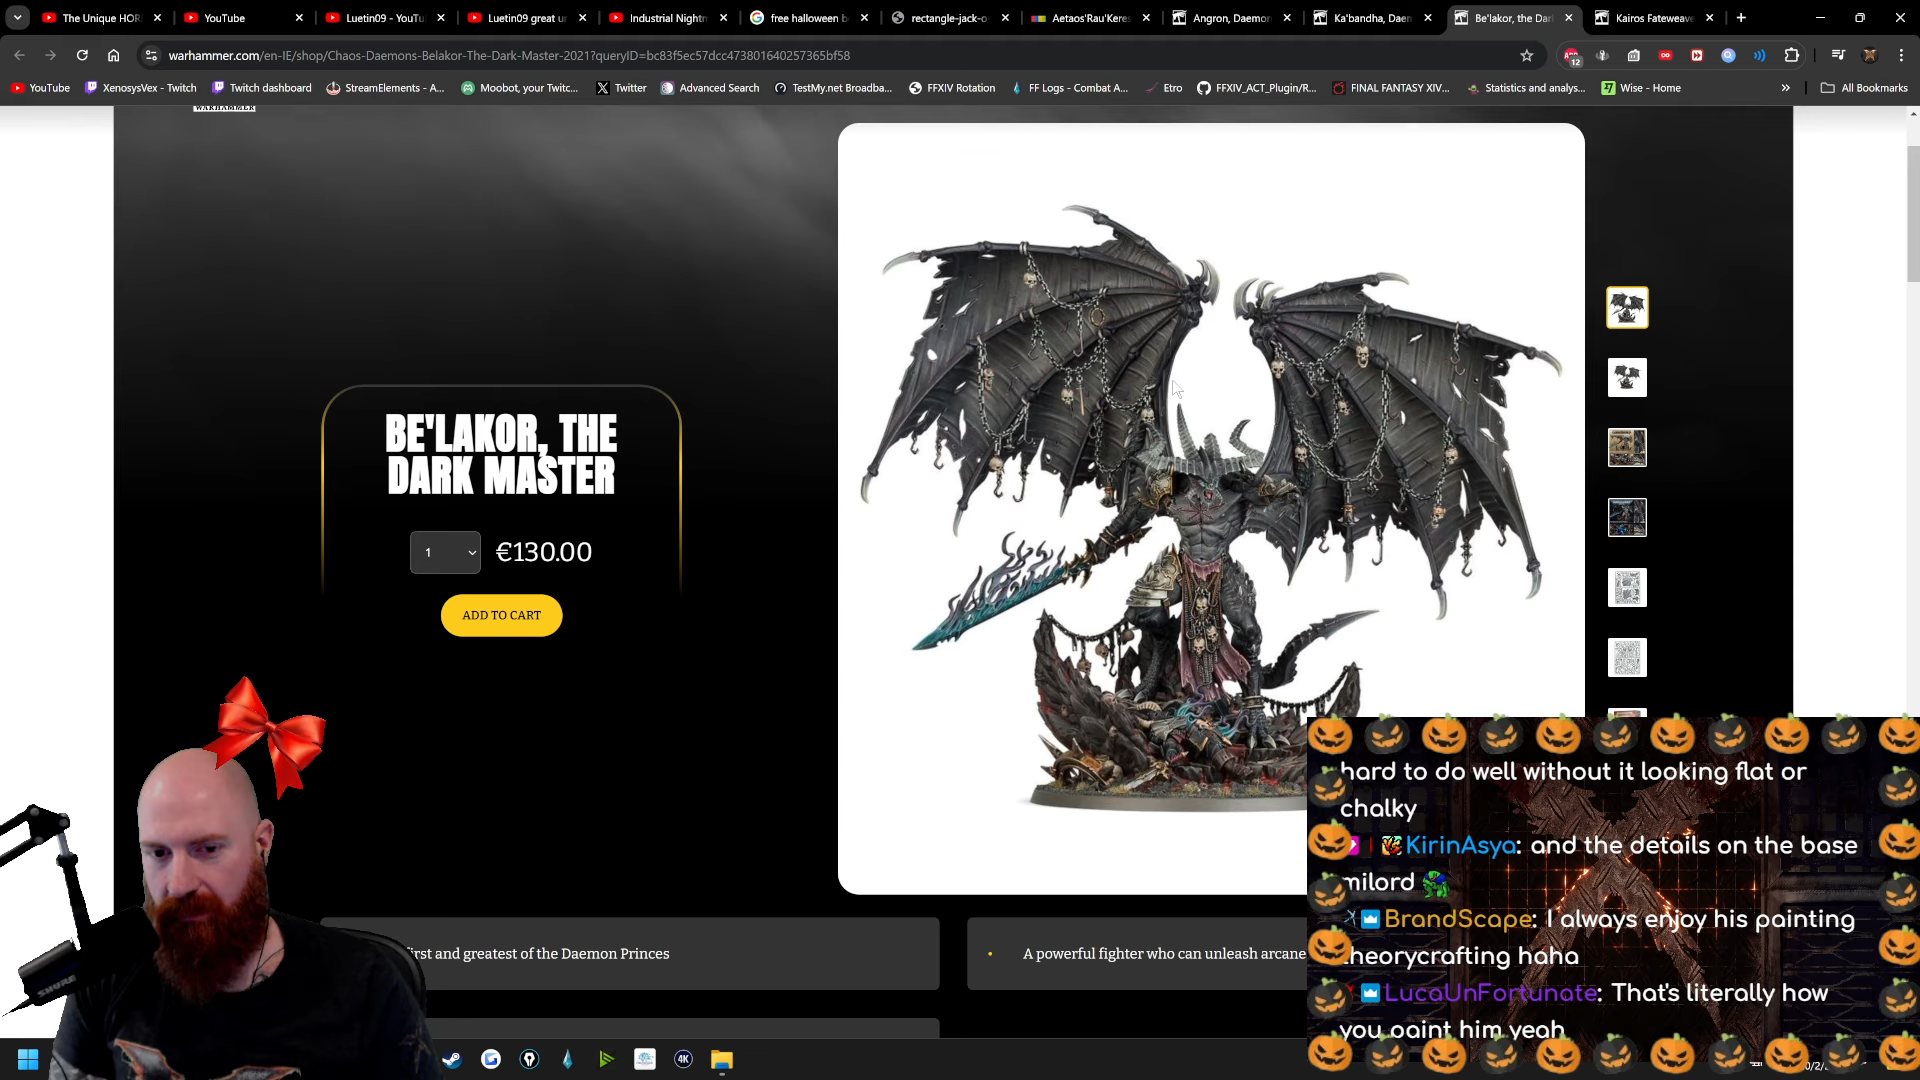 The Unique HOR
YouTube
Luetin09 - YouTu
Luetin09 great ur
Industrial Nightm
free halloween b
rectangle-jack-o-
Aetaos'Rau'Keres
Angron, Daemon
Ka'bandha, Daem
Be'lakor, the Dar
Kairos Fateweave
warhammer.com/en-IE/shop/Chaos-Daemons-Belakor-The-Dark-Master-2021?queryID=bc83f5ec57dcc473801640257365bf58
12
YouTube
XenosysVex - Twitch
Twitch dashboard
StreamElements - A...
Moobot, your Twitc...
Twitter
Advanced Search
TestMy.net Broadba...
FFXIV Rotation
FF Logs - Combat A...
Etro
FFXIV_ACT_Plugin/R...
FINAL FANTASY XIV...
Statistics and analys...
Wise - Home
All Bookmarks
WARHAMMER
BE'LAKOR, THE
DARK MASTER
1
€130.00
ADD TO CART
irst and greatest of the Daemon Princes
A powerful fighter who can unleash arcane
hard to do well without it looking flat or
chalky
KirinAsya: and the details on the base
milord
BrandScape: I always enjoy his painting
theorycrafting haha
LucaUnFortunate: That's literally how
you paint him yeah
SHURE
4K